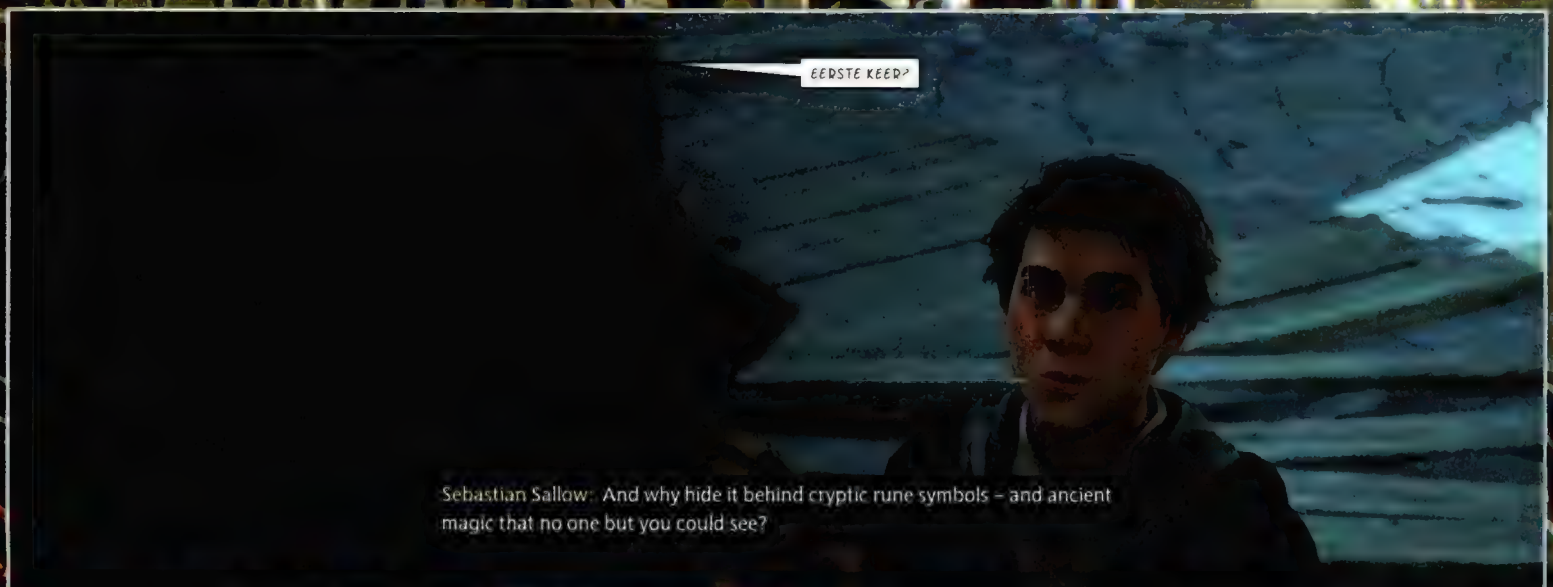 EERSTE KEER?
Sebastian Sallow: And why hide it behind cryptic rune symbols – and ancient
magic that no one but you could see?